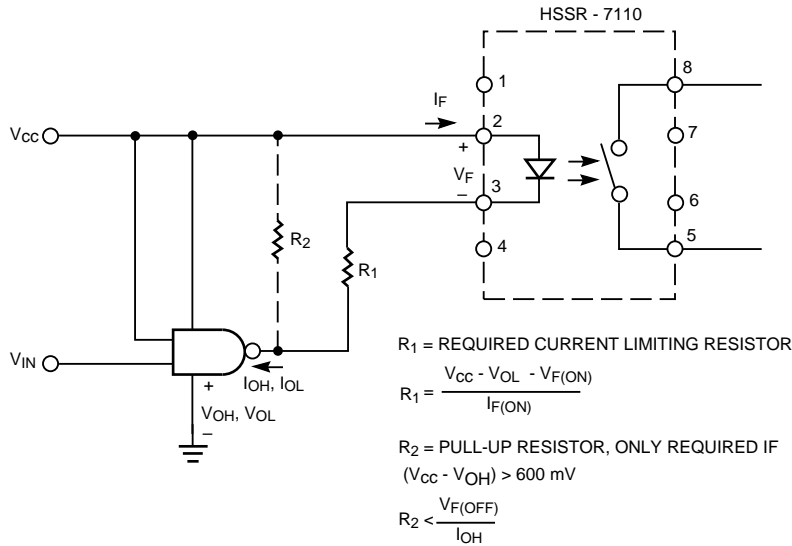 HSSR - 7110
1
8
IF
VCC
2
+
7
VF
–
3
6
R2
4
5
R1
VIN
R1 = REQUIRED CURRENT LIMITING RESISTOR
IOH, IOL
+
VOH, VOL
–
R1 = VCC - VOL - VF(ON)
IF(ON)
R2 = PULL-UP RESISTOR, ONLY REQUIRED IF
(VCC - VOH) > 600 mV
R2 < VF(OFF)
IOH